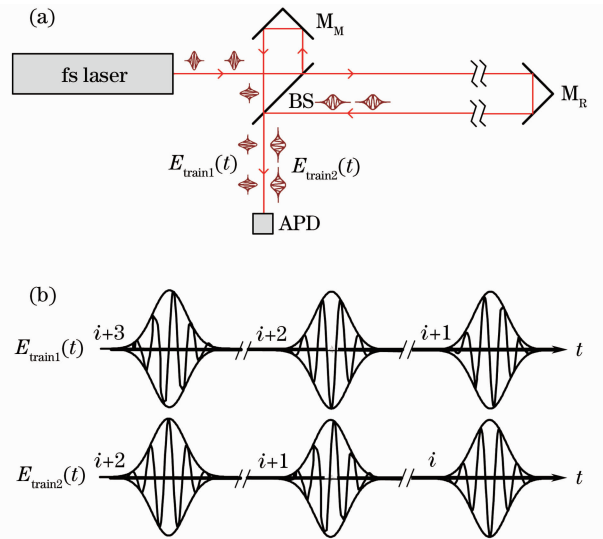 (a)
M_M
fs laser
BS
M_R
E_train1(t) E_train2(t)
APD
(b)
i+3 i+2 i+1
E_train1(t) t
i+2 i+1 i
E_train2(t) t